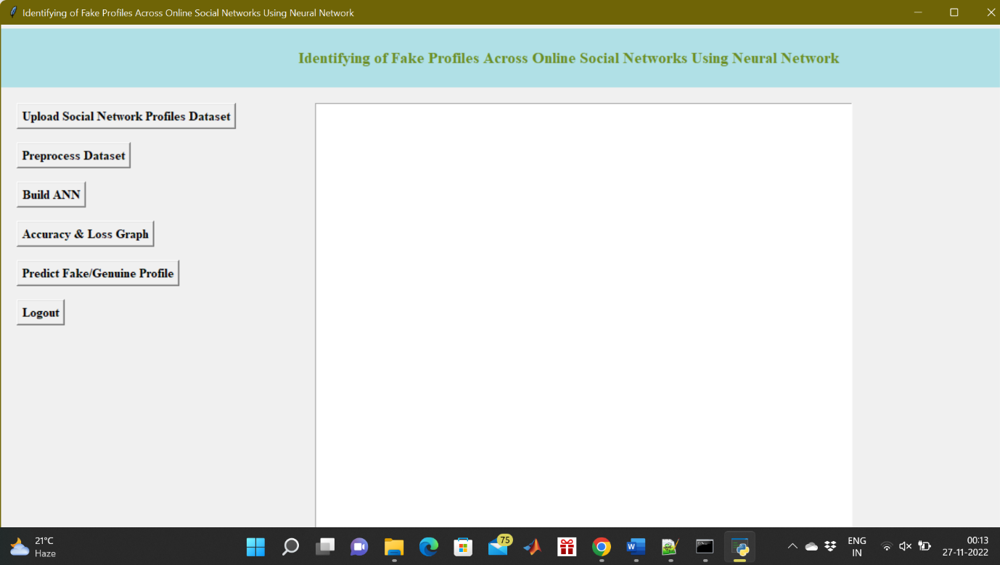 Identifying of Fake Profiles Across Online Social Networks Using Neural Network
Identifying of Fake Profiles Across Online Social Networks Using Neural Network
Upload Social Network Profiles Dataset
Preprocess Dataset
Build ANN
Accuracy & Loss Graph
Predict Fake/Genuine Profile
Logout
21°C
Haze
75
W
ENG
IN
00:13
27-11-2022